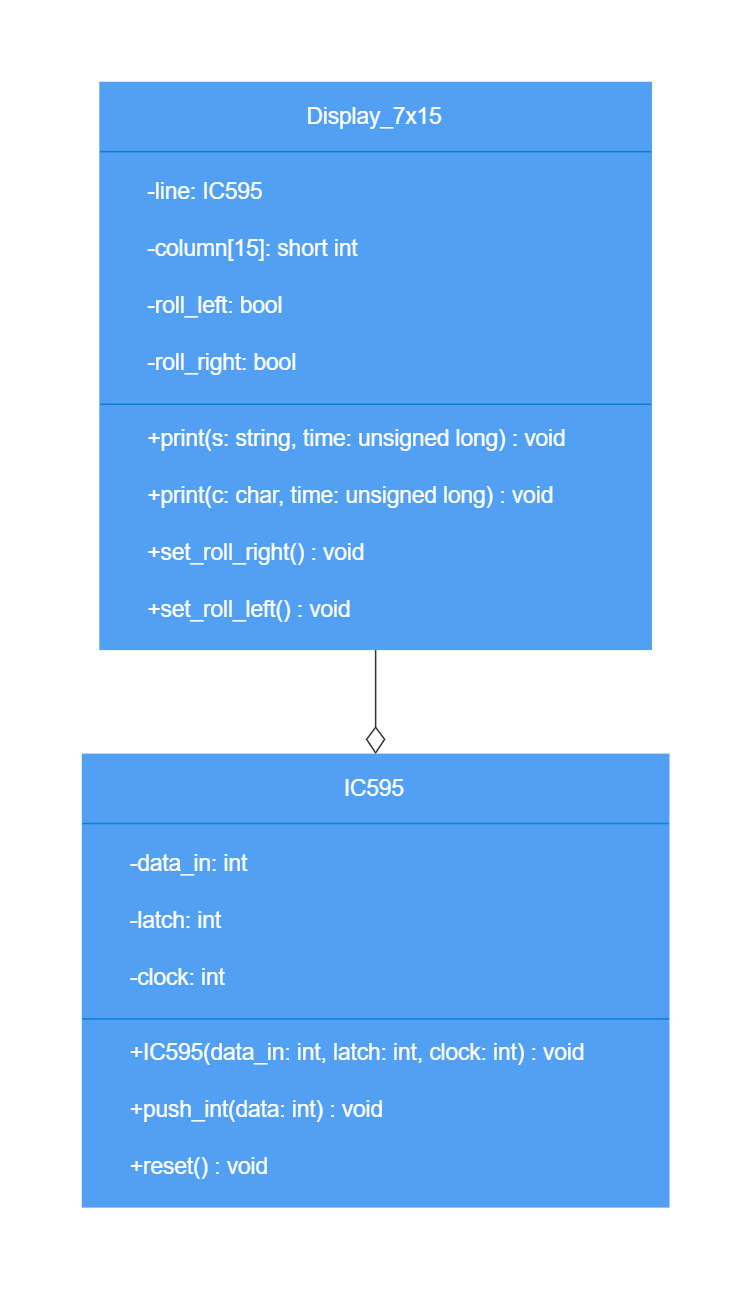 Display_7x15
-line: IC595
-column[15]: short int
-roll_left: bool
-roll_right: bool
+print(s: string, time: unsigned long) : void
+print(c: char, time: unsigned long) : void
+set_roll_right() : void
+set_roll_left() : void
IC595
-data_in: int
-latch: int
-clock: int
+IC595(data_in: int, latch: int, clock: int) : void
+push_int(data: int) : void
+reset() : void